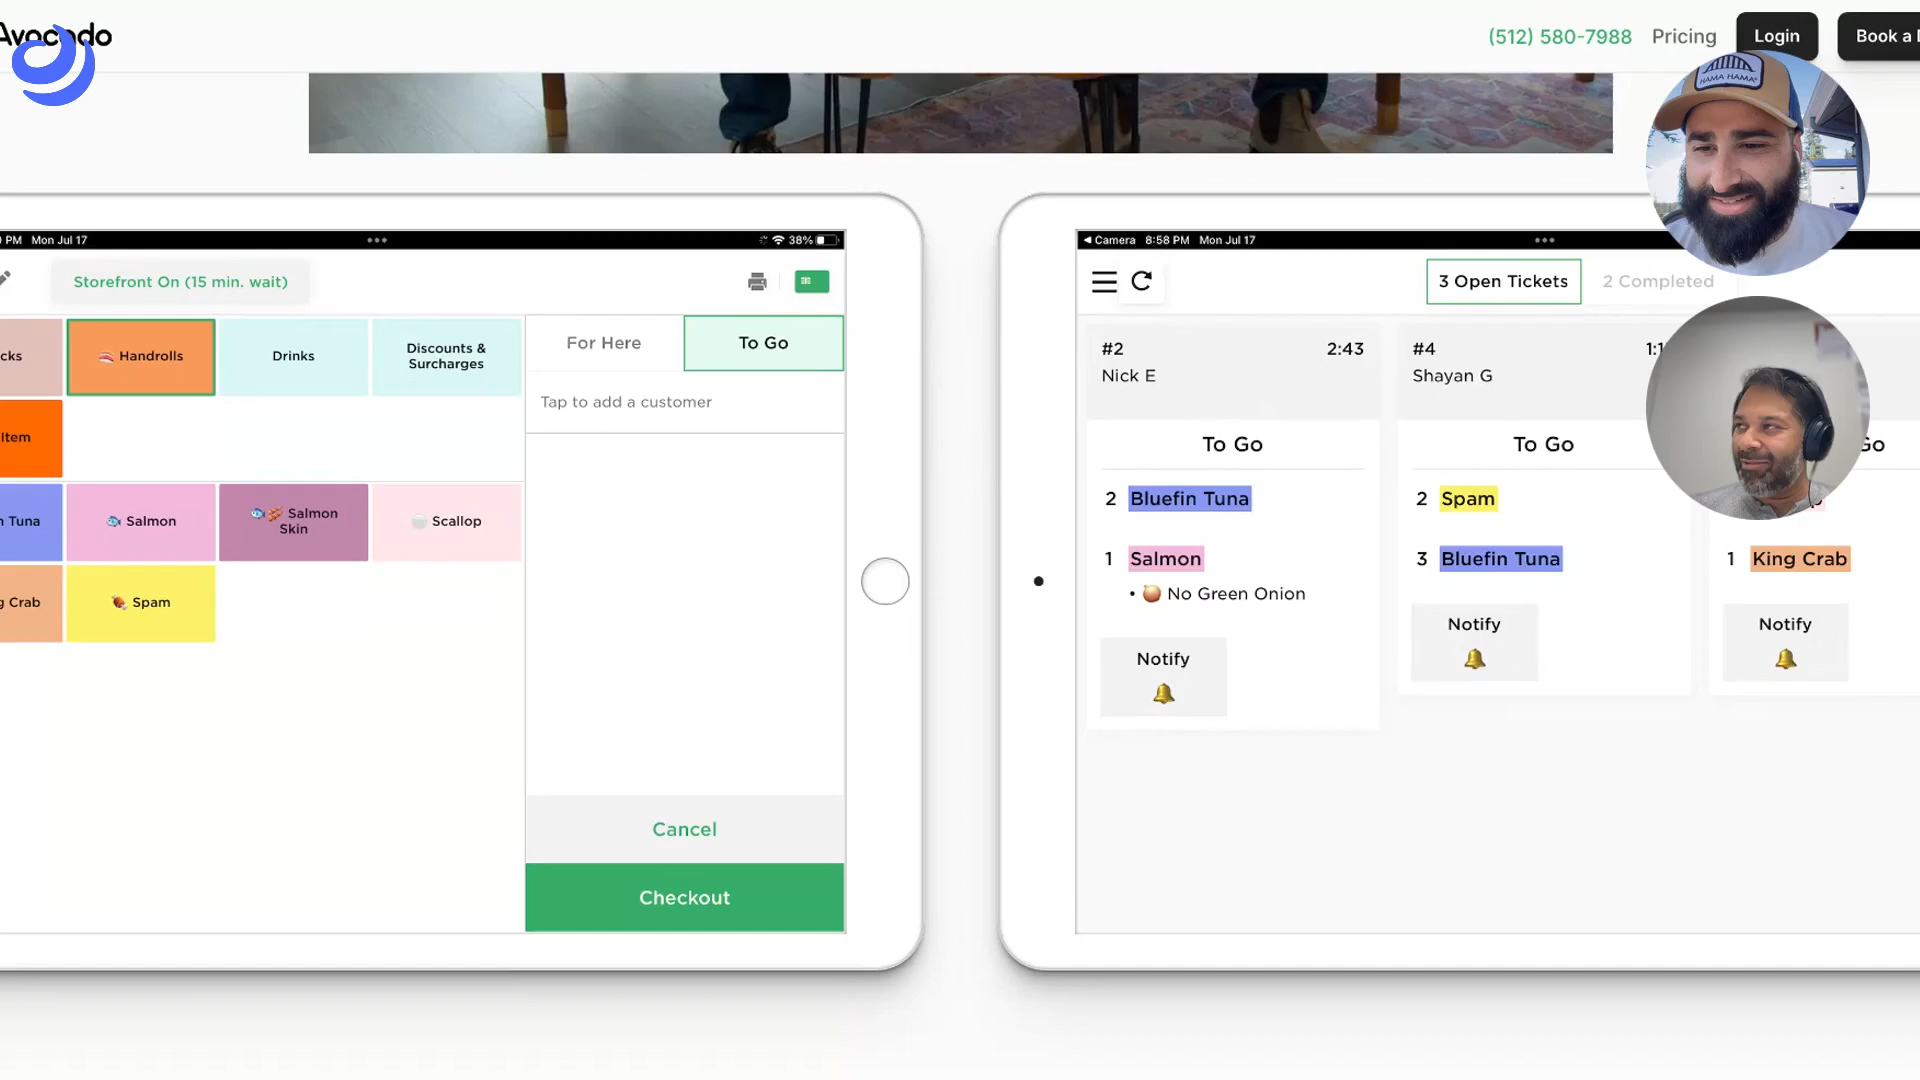 Avocado
(512) 580-7988
Pricing
Login
Book a
HAMA HAMA
PM Mon Jul 17
38%
Storefront On (15 min. wait)
Handrolls
Drinks
Discounts &
Surcharges
Item
Tuna
Salmon
Salmon
Skin
Scallop
Crab
Spam
For Here
To Go
Tap to add a customer
Cancel
Checkout
Camera 8:58 PM Mon Jul 17
3 Open Tickets
2 Completed
#2
2:43
Nick E
To Go
2 Bluefin Tuna
1 Salmon
• No Green Onion
Notify
#4
Shayan G
To Go
2 Spam
3 Bluefin Tuna
Notify
Go
1 King Crab
Notify